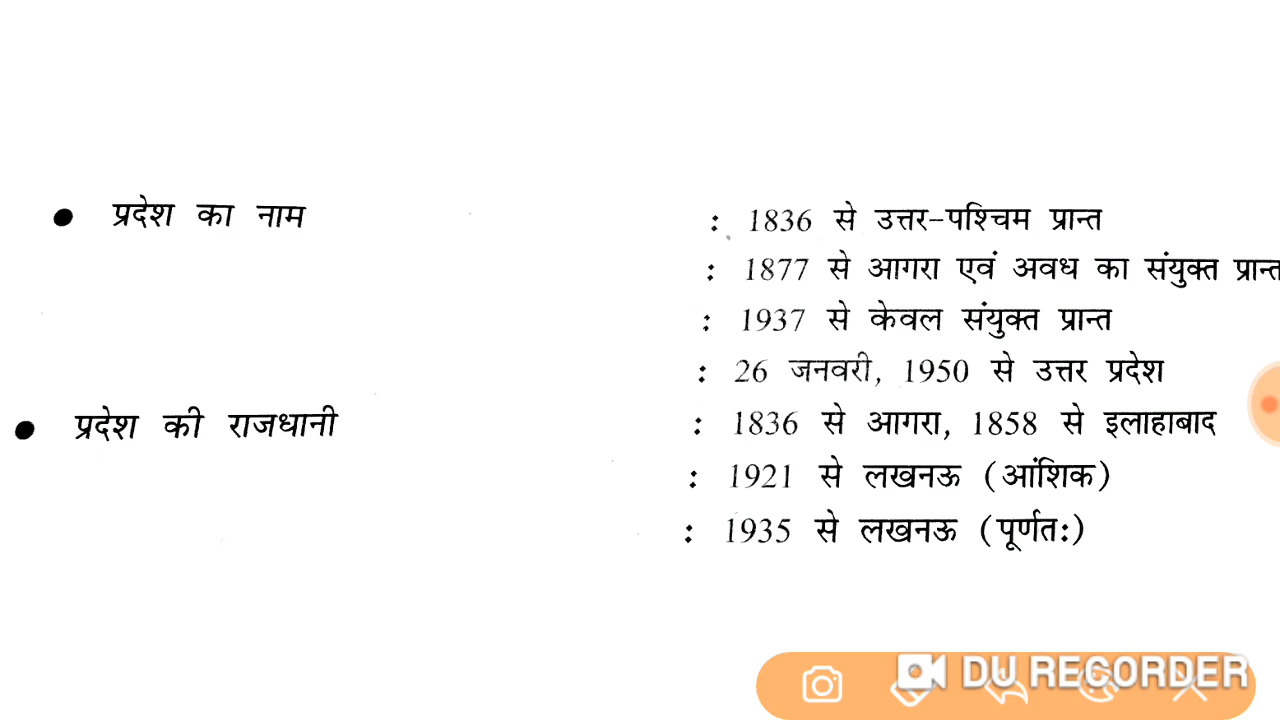 ● प्रदेश का नाम : 1836 से उत्तर-पश्चिम प्रान्त
: 1877 से आगरा एवं अवध का संयुक्त प्रान्त
: 1937 से केवल संयुक्त प्रान्त
: 26 जनवरी, 1950 से उत्तर प्रदेश
● प्रदेश की राजधानी : 1836 से आगरा, 1858 से इलाहाबाद
: 1921 से लखनऊ (आंशिक)
: 1935 से लखनऊ (पूर्णत:)
DU RECORDER